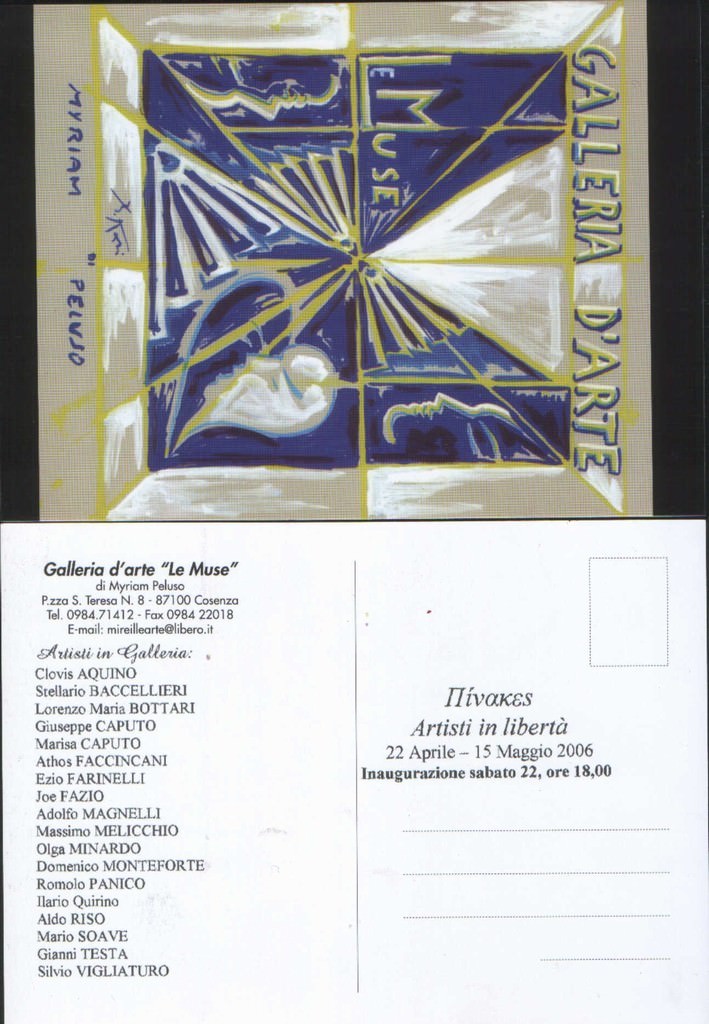 GALLERIA D'ARTE
LE MUSE
MYRIAM DI PELUSO
Galleria d'arte "Le Muse"
di Myriam Peluso
P.zza S. Teresa N. 8 - 87100 Cosenza
Tel. 0984.71412 - Fax 0984 22018
E-mail: mireillearte@libero.it
Artisti in Galleria:
Clovis AQUINO
Stellario BACCELLIERI
Lorenzo Maria BOTTARI
Giuseppe CAPUTO
Marisa CAPUTO
Athos FACCINCANI
Ezio FARINELLI
Joe FAZIO
Adolfo MAGNELLI
Massimo MELICCHIO
Olga MINARDO
Domenico MONTEFORTE
Romolo PANICO
Ilario Quirino
Aldo RISO
Mario SOAVE
Gianni TESTA
Silvio VIGLIATURO
Πίνακες
Artisti in libertà
22 Aprile – 15 Maggio 2006
Inaugurazione sabato 22, ore 18,00